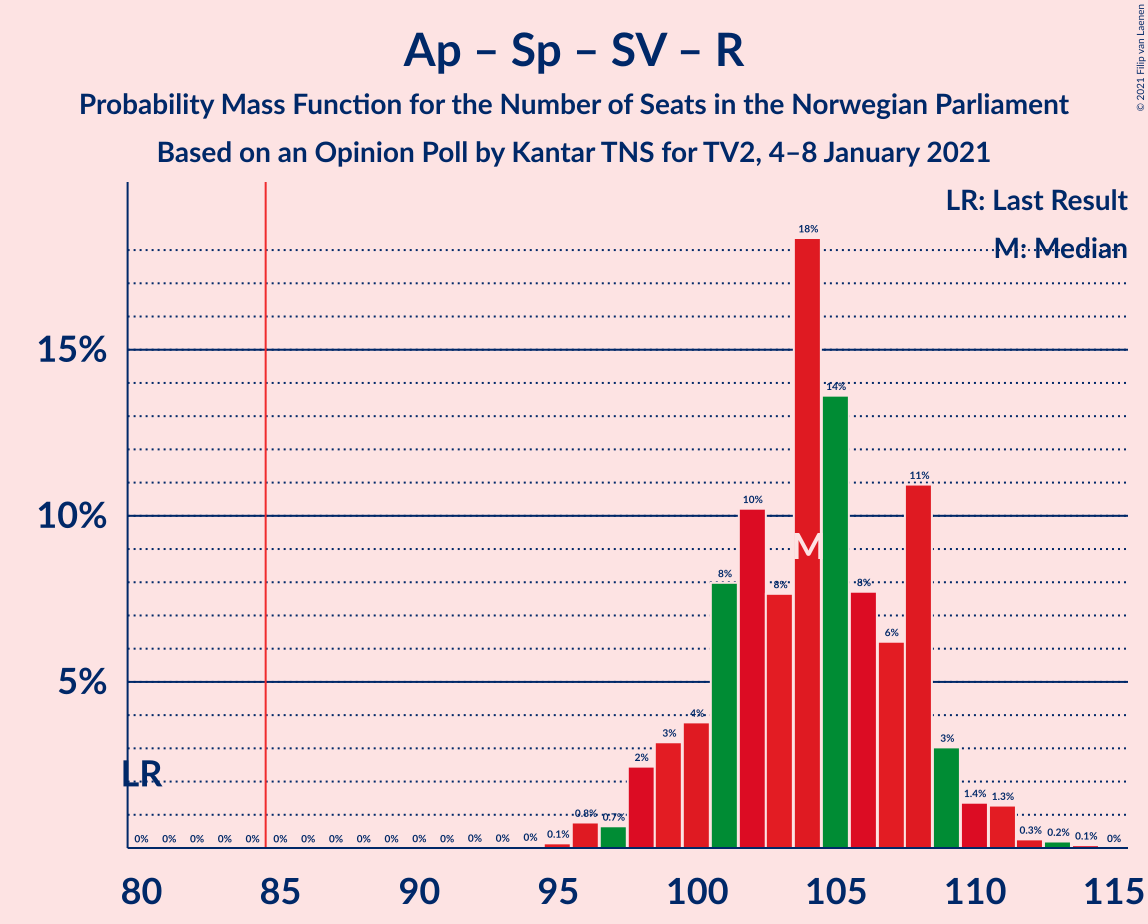 Ap – Sp – SV – R
Probability Mass Function for the Number of Seats in the Norwegian Parliament
Based on an Opinion Poll by Kantar TNS for TV2, 4–8 January 2021
© 2021 Filip van Laenen
LR: Last Result
M: Median
15%
10%
5%
LR
M
0% 0% 0% 0% 0% 0% 0% 0% 0% 0% 0% 0% 0% 0% 0% 0.1% 0.8% 0.7% 2% 3% 4% 8% 10% 8% 18% 14% 8% 6% 11% 3% 1.4% 1.3% 0.3% 0.2% 0.1% 0%
80 85 90 95 100 105 110 115